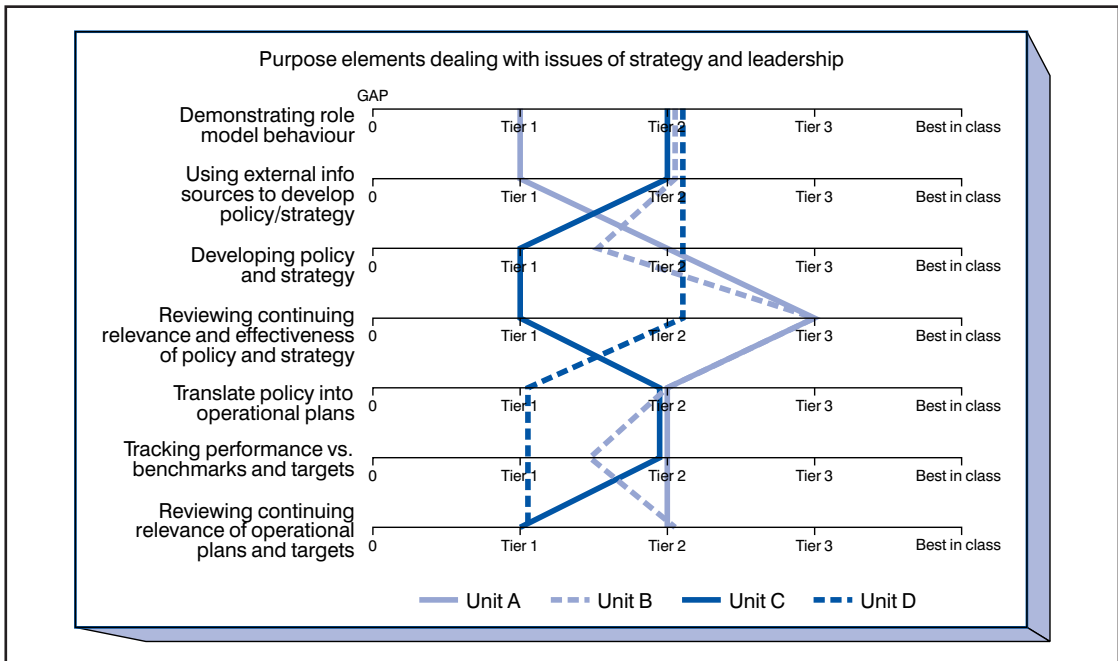 Purpose elements dealing with issues of strategy and leadership
GAP
Demonstrating role
model behaviour
0 Tier 1 Tier 2 Tier 3 Best in class
Using external info
sources to develop
policy/strategy
0 Tier 1 Tier 2 Tier 3 Best in class
Developing policy
and strategy
0 Tier 1 Tier 2 Tier 3 Best in class
Reviewing continuing
relevance and effectiveness
of policy and strategy
0 Tier 1 Tier 2 Tier 3 Best in class
Translate policy into
operational plans
0 Tier 1 Tier 2 Tier 3 Best in class
Tracking performance vs.
benchmarks and targets
0 Tier 1 Tier 2 Tier 3 Best in class
Reviewing continuing
relevance of operational
plans and targets
0 Tier 1 Tier 2 Tier 3 Best in class
Unit A Unit B Unit C Unit D